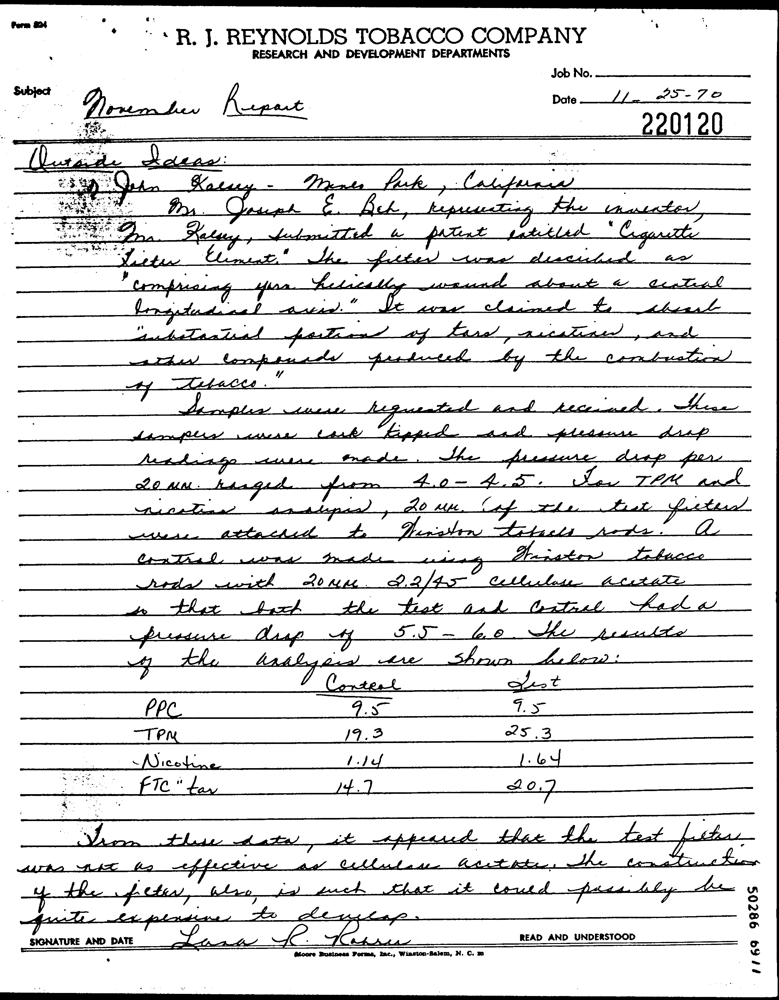 Form 824
R. J. REYNOLDS TOBACCO COMPANY
RESEARCH AND DEVELOPMENT DEPARTMENTS
Job No.
Subject November Report
Date 11-25-70
220120
Outside Ideas:
John Kalsey - Menes Park, California
Mr. Joseph E. Beh, representing the inventor,
Mr. Kalsey, submitted a patent entitled "Cigarette
Filter Element." The filter was described as
"comprising yarn helically wound about a central
longitudinal axis." It was claimed to absorb
"substantial portions of tars, nicotines, and
other compounds produced by the combustion
of tobacco."
Samples were requested and received. These
samples were cork tipped and pressure drop
readings were made. The pressure drop per
20 mm. ranged from 4.0-4.5. For TPM and
nicotine analysis, 20 mm. of the test filters
were attached to Winston tobacco rods. A
control was made using Winston tobacco
rods with 20 mm. 2.2/45 cellulose acetate
so that both the test and control had a
pressure drop of 5.5-6.0. The results
of the analysis are shown below:
Control Test
PPC 9.5 9.5
TPM 19.3 25.3
Nicotine 1.14 1.64
FTC "tar 14.7 20.7
From these data, it appeared that the test filter
was not as effective as cellulose acetate. The construction
of the filter, also, is such that it could possibly be
quite expensive to develop.
SIGNATURE AND DATE R. READ AND UNDERSTOOD
Moore Business Forms, Inc., Winston-Salem, N. C.
50286 6911